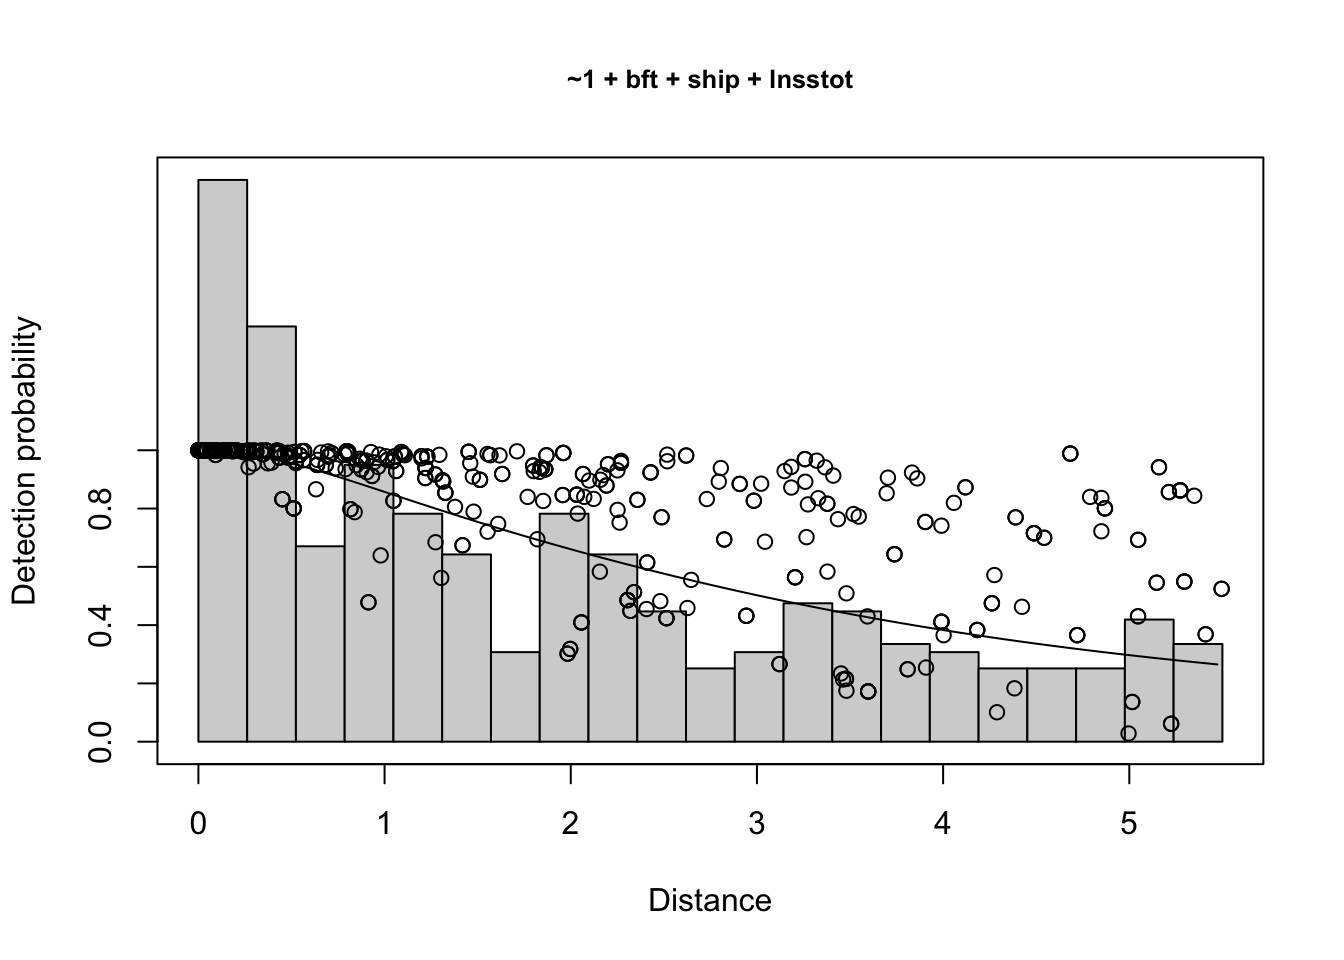 ~1 + bft + ship + lnsstot
Detection probability
0.8
0.4
0.0
0 1 2 3 4 5
Distance